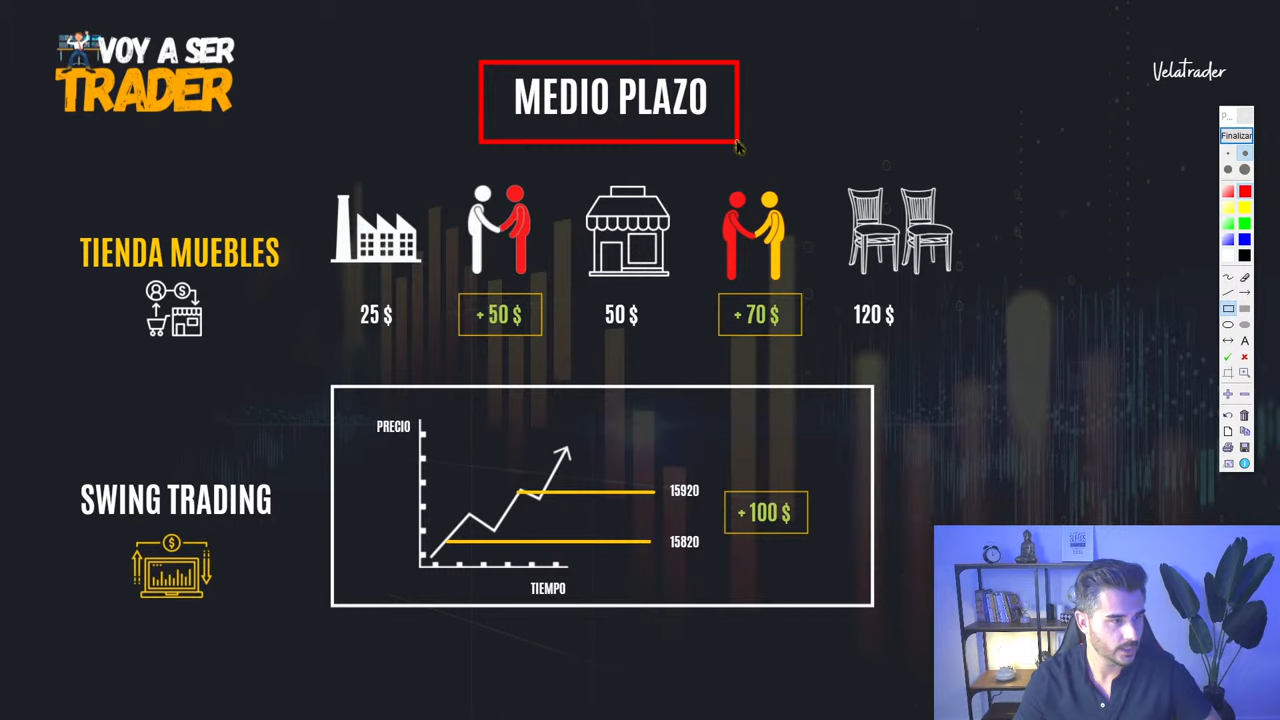 VOY A SER
TRADER
MEDIO PLAZO
Velatrader
P...
Finalizar
TIENDA MUEBLES
25 $
+ 50 $
50 $
+ 70 $
120 $
PRECIO
15920
+ 100 $
15820
SWING TRADING
TIEMPO